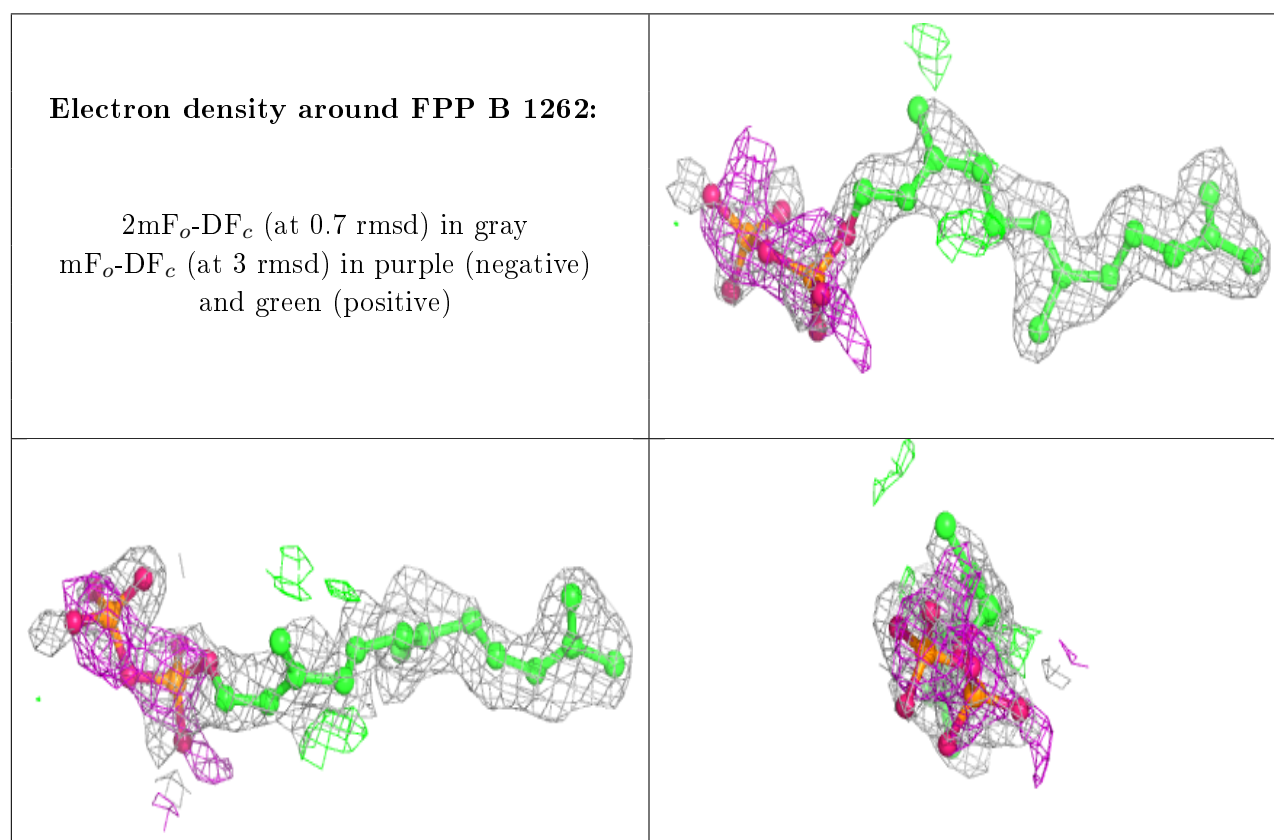 Electron density around FPP B 1262:
2mFo-DFc (at 0.7 rmsd) in gray
mFo-DFc (at 3 rmsd) in purple (negative)
and green (positive)